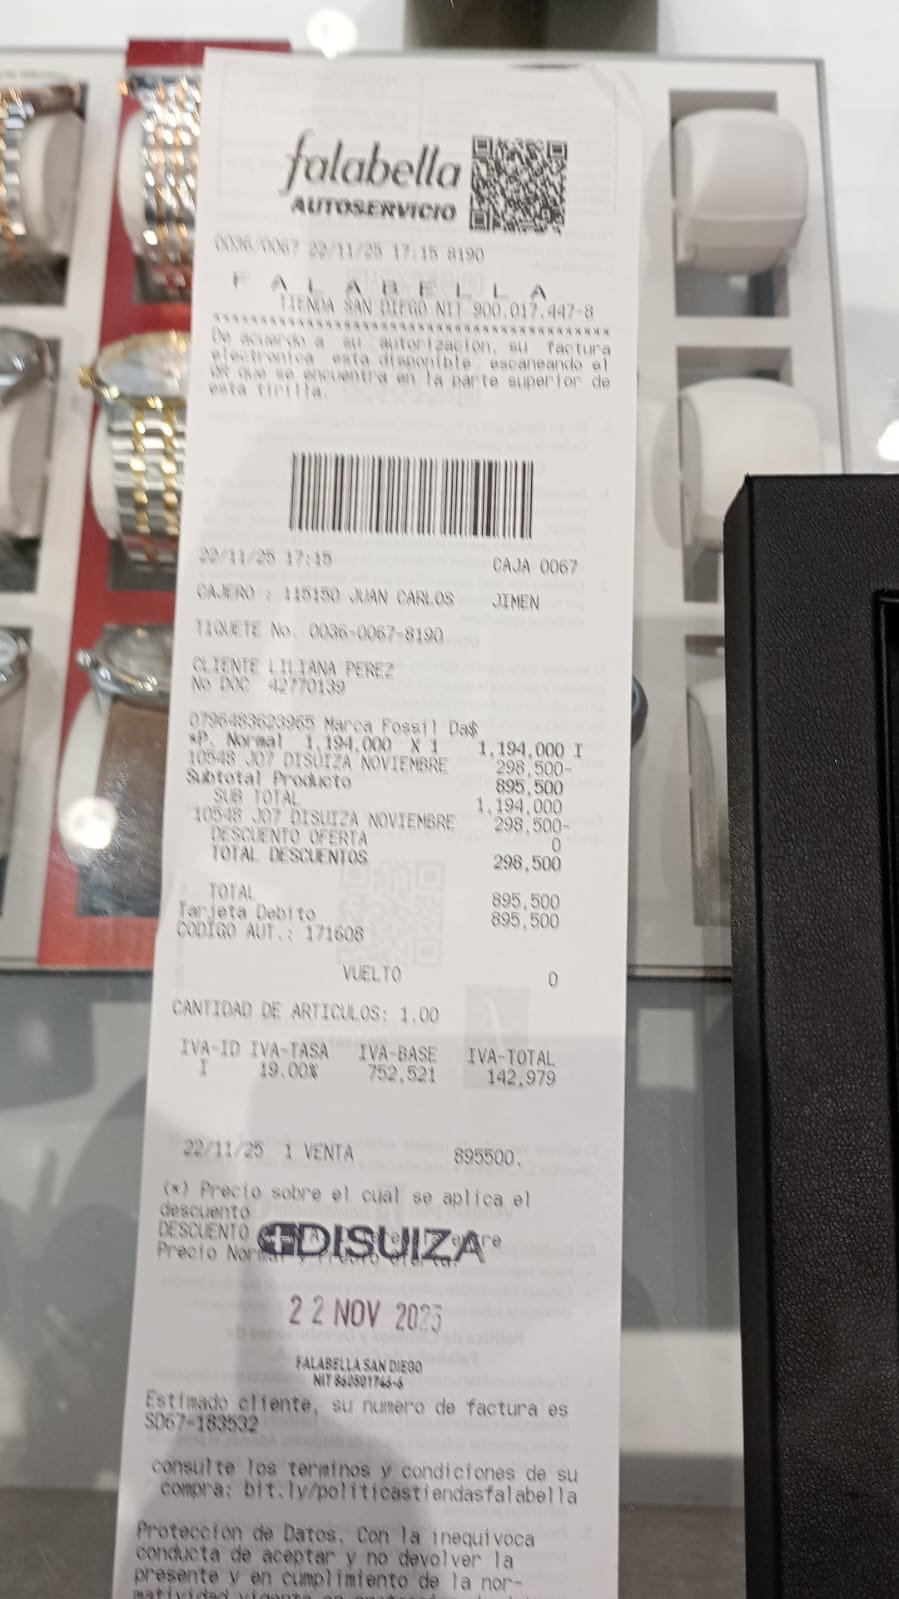 falabella
AUTOSERVICIO
0036/0067 22/11/25 17:15 8190
F A L A B E L L A
TIENDA SAN DIEGO NIT 900.017.447-8
****************************************
De acuerdo a su autorizacion, su factura
electronica esta disponible escaneando el
QR que se encuentra en la parte superior de
esta tirilla.
22/11/25 17:15 CAJA 0067
CAJERO : 115150 JUAN CARLOS JIMEN
TIQUETE No. 0036-0067-8190
CLIENTE LILIANA PEREZ
No DOC 42770139
0796483623965 Marca Fossil Da$
*P. Normal 1,194,000 X 1 1,194,000 I
10548 J07 DISUIZA NOVIEMBRE 298,500-
Subtotal Producto 895,500
SUB TOTAL 1,194,000
10548 J07 DISUIZA NOVIEMBRE 298,500-
DESCUENTO OFERTA 0
TOTAL DESCUENTOS 298,500
TOTAL 895,500
Tarjeta Debito 895,500
CODIGO AUT.: 171608
VUELTO 0
CANTIDAD DE ARTICULOS: 1.00
IVA-ID IVA-TASA IVA-BASE IVA-TOTAL
I 19.00% 752,521 142,979
22/11/25 1 VENTA 895500.
(*) Precio sobre el cual se aplica el
descuento
DESCUENTO
Precio
DISUIZA
22 NOV 2025
FALABELLA SAN DIEGO
NIT 860501746-6
Estimado cliente, su numero de factura es
SD67-183532
consulte los terminos y condiciones de su
compra: bit.ly/politicastiendasfalabella
Proteccion de Datos. Con la inequivoca
conducta de aceptar y no devolver la
presente y en cumplimiento de la nor-